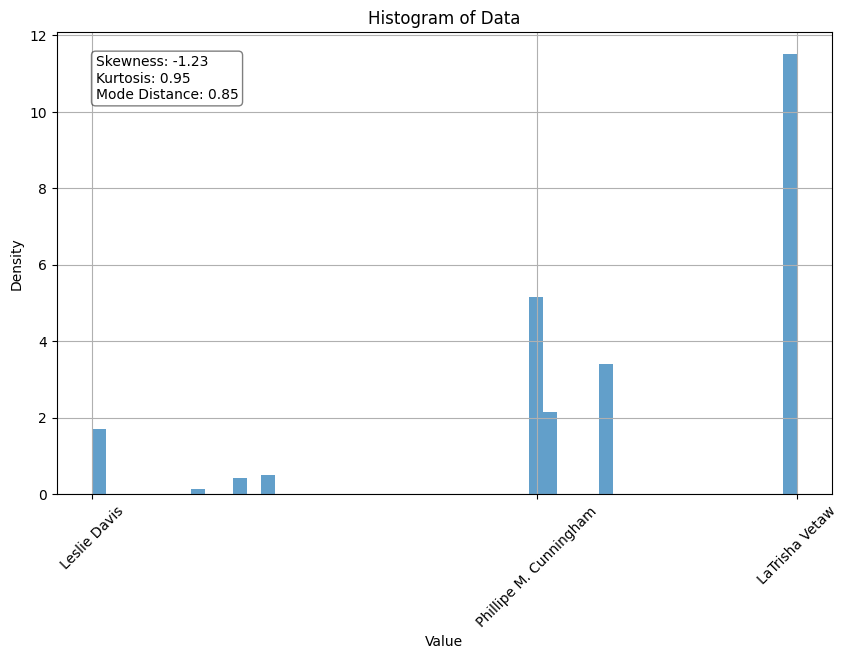 Histogram of Data
12
10
8
6
4
2
0
Density
Skewness: -1.23
Kurtosis: 0.95
Mode Distance: 0.85
Leslie Davis
Phillipe M. Cunningham
LaTrisha Vetaw
Value